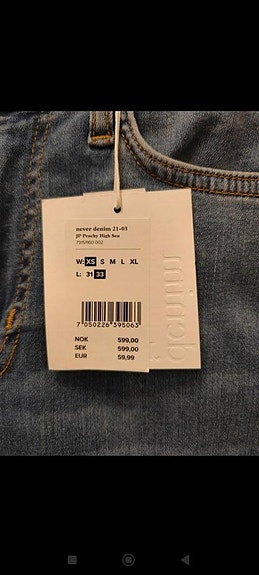 never denim 21-03
JP Peachy High Sea
W: XS S M L XL
L: 31 33
7 050226 395063
NOK 599,00
SEK 599,00
EUR 59,99